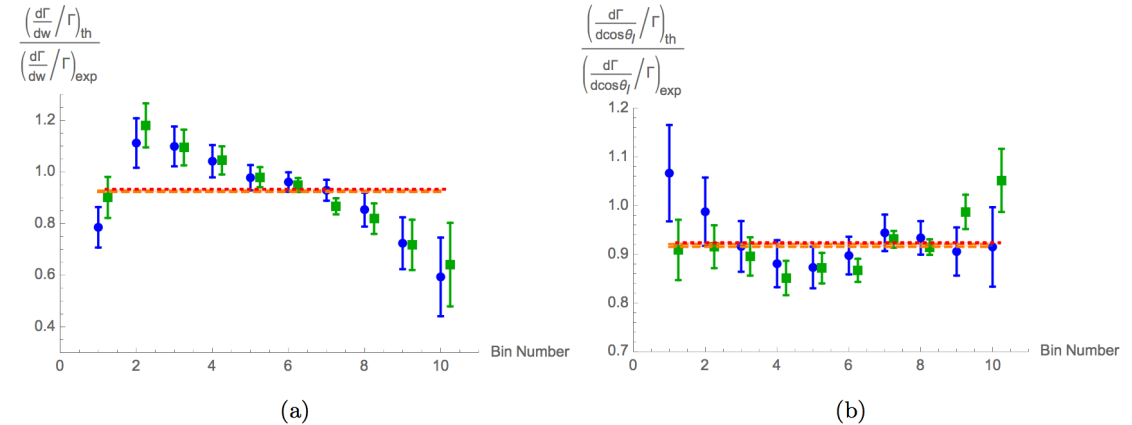 (dΓ/dw / Γ)th
(dΓ/dw / Γ)exp
1.2
1.0
0.8
0.6
0.4
0 2 4 6 8 10
Bin Number
(a)
(dΓ/dcosθl / Γ)th
(dΓ/dcosθl / Γ)exp
1.2
1.1
1.0
0.9
0.8
0.7
0 2 4 6 8 10
Bin Number
(b)